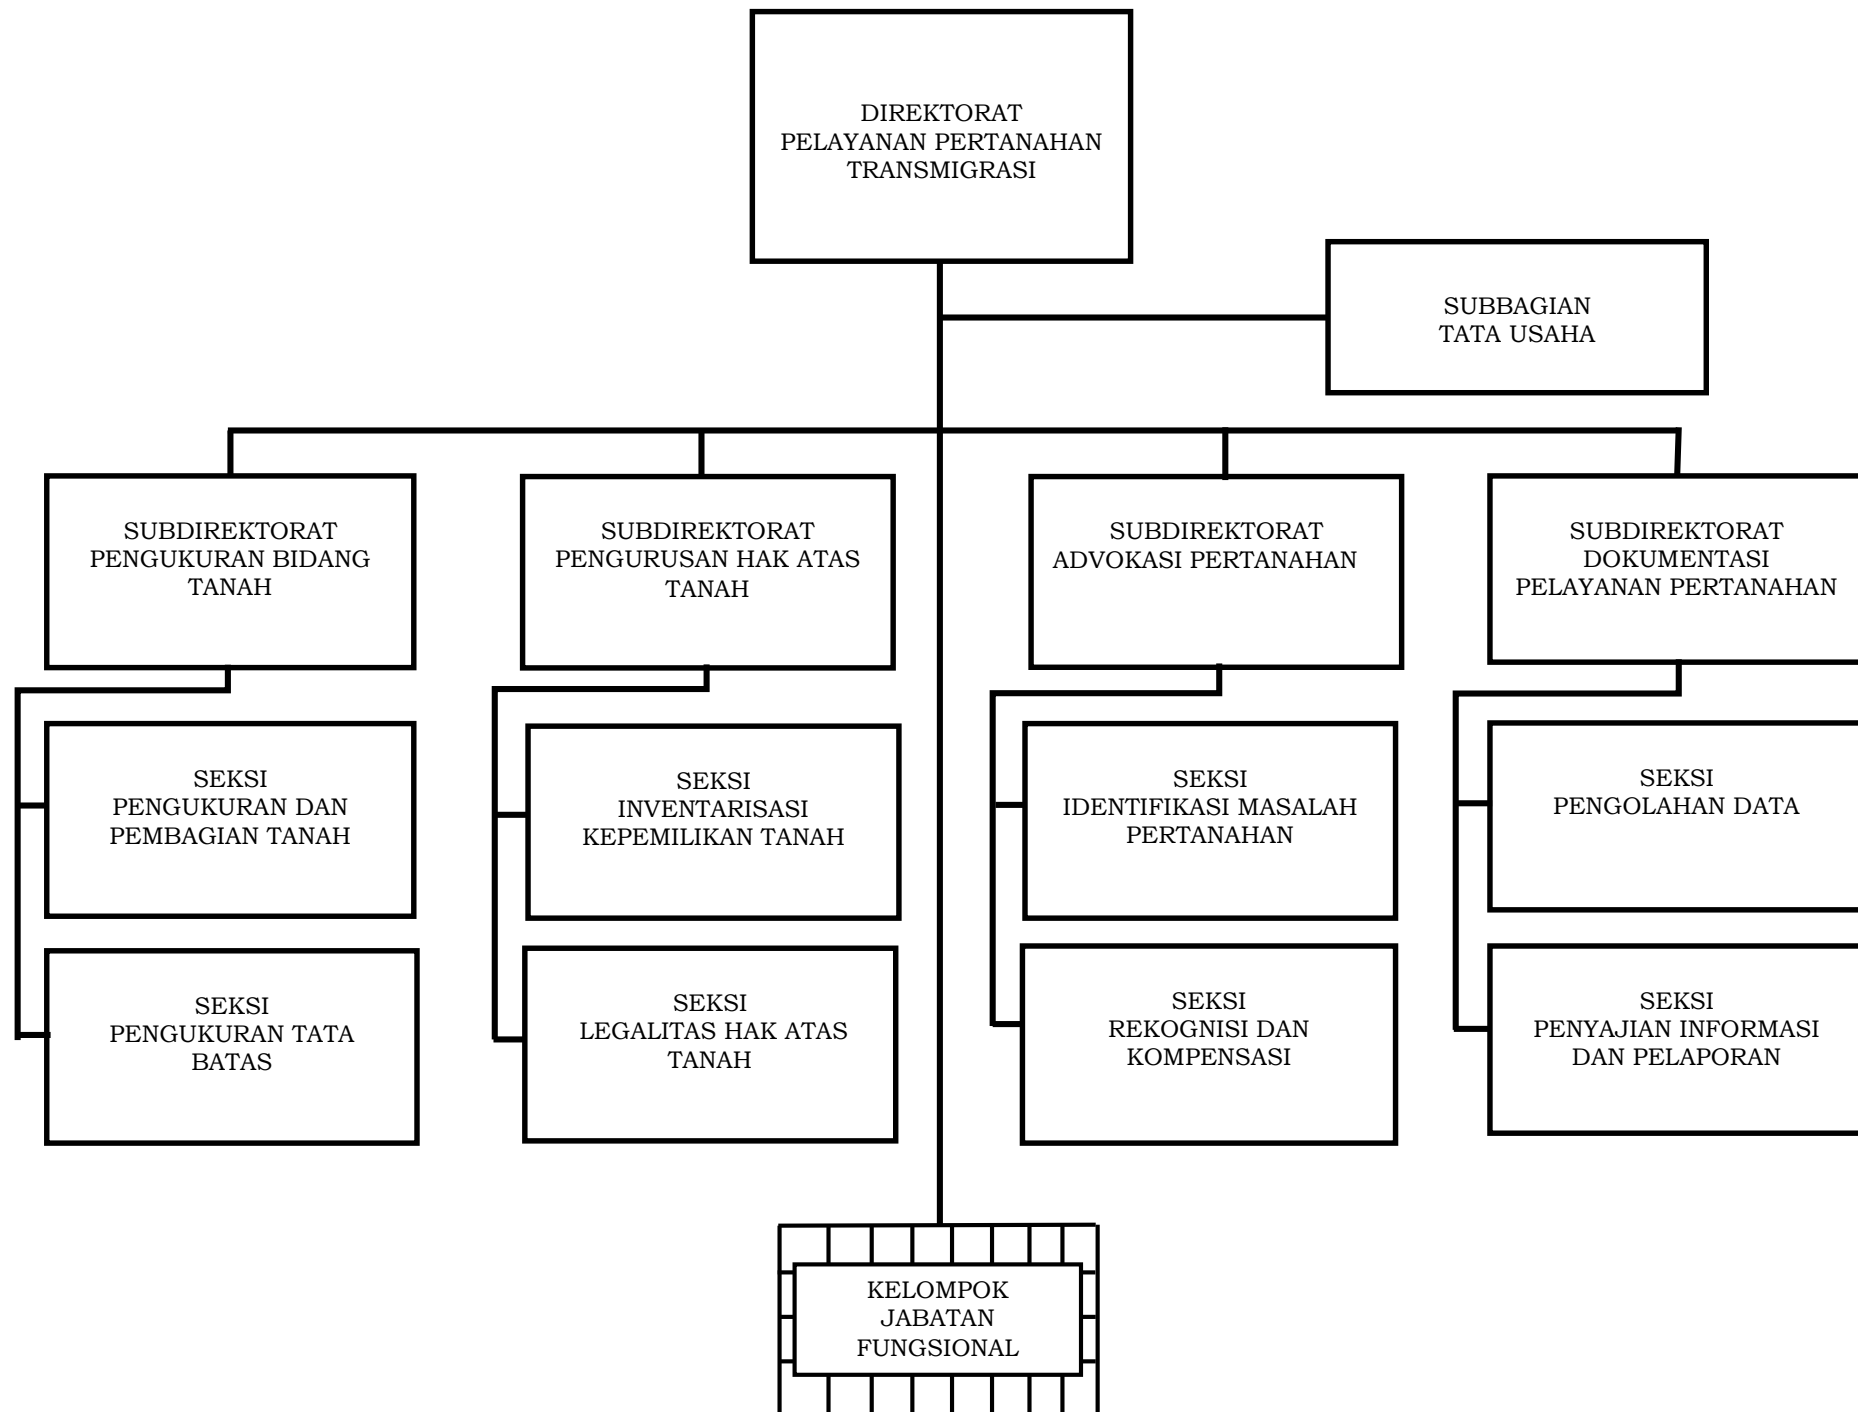 DIREKTORAT
PELAYANAN PERTANAHAN
TRANSMIGRASI
SUBBAGIAN
TATA USAHA
SUBDIREKTORAT
PENGUKURAN BIDANG
TANAH
SUBDIREKTORAT
PENGURUSAN HAK ATAS
TANAH
SUBDIREKTORAT
ADVOKASI PERTANAHAN
SUBDIREKTORAT
DOKUMENTASI
PELAYANAN PERTANAHAN
SEKSI
PENGUKURAN DAN
PEMBAGIAN TANAH
SEKSI
INVENTARISASI
KEPEMILIKAN TANAH
SEKSI
IDENTIFIKASI MASALAH
PERTANAHAN
SEKSI
PENGOLAHAN DATA
SEKSI
PENGUKURAN TATA
BATAS
SEKSI
LEGALITAS HAK ATAS
TANAH
SEKSI
REKOGNISI DAN
KOMPENSASI
SEKSI
PENYAJIAN INFORMASI
DAN PELAPORAN
KELOMPOK
JABATAN
FUNGSIONAL